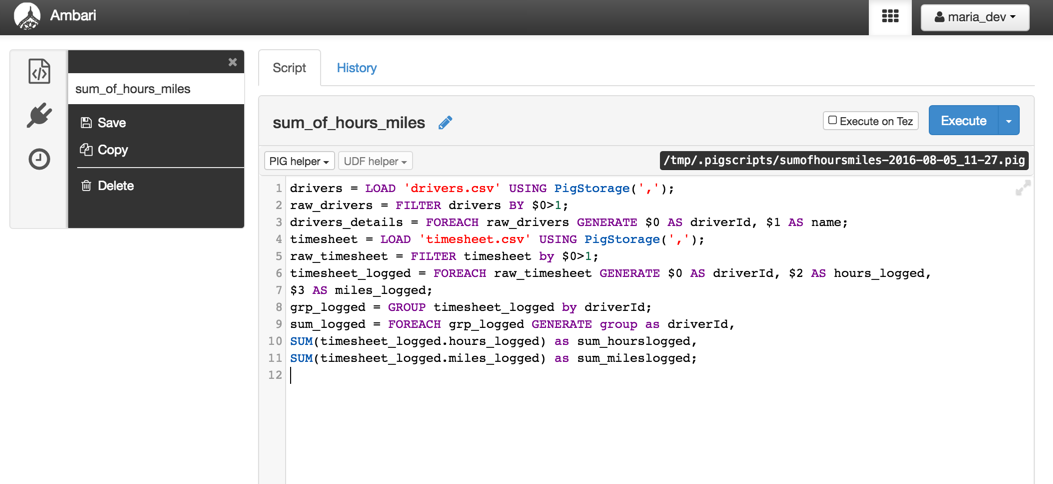 Ambari
maria_dev
sum_of_hours_miles
Save
Copy
Delete
Script
History
sum_of_hours_miles
Execute on Tez
Execute
PIG helper
UDF helper
/tmp/.pigscripts/sumofhoursmiles-2016-08-05_11-27.pig
1 drivers = LOAD 'drivers.csv' USING PigStorage(',');
2 raw_drivers = FILTER drivers BY $0>1;
3 drivers_details = FOREACH raw_drivers GENERATE $0 AS driverId, $1 AS name;
4 timesheet = LOAD 'timesheet.csv' USING PigStorage(',');
5 raw_timesheet = FILTER timesheet by $0>1;
6 timesheet_logged = FOREACH raw_timesheet GENERATE $0 AS driverId, $2 AS hours_logged,
7 $3 AS miles_logged;
8 grp_logged = GROUP timesheet_logged by driverId;
9 sum_logged = FOREACH grp_logged GENERATE group as driverId,
10 SUM(timesheet_logged.hours_logged) as sum_hourslogged,
11 SUM(timesheet_logged.miles_logged) as sum_mileslogged;
12